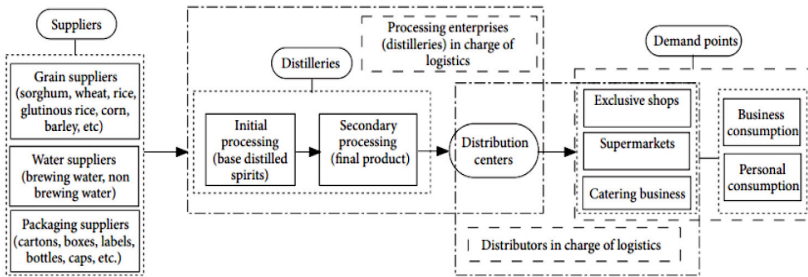 Suppliers
Grain suppliers
(sorghum, wheat, rice,
glutinous rice, corn,
barley, etc)
Water suppliers
(brewing water, non
brewing water)
Packaging suppliers
(cartons, boxes, labels,
bottles, caps, etc.)
Distilleries
Initial
processing
(base distilled
spirits)
Secondary
processing
(final product)
Processing enterprises
(distilleries) in charge of
logistics
Distribution
centers
Distributors in charge of logistics
Demand points
Exclusive shops
Supermarkets
Catering business
Business
consumption
Personal
consumption